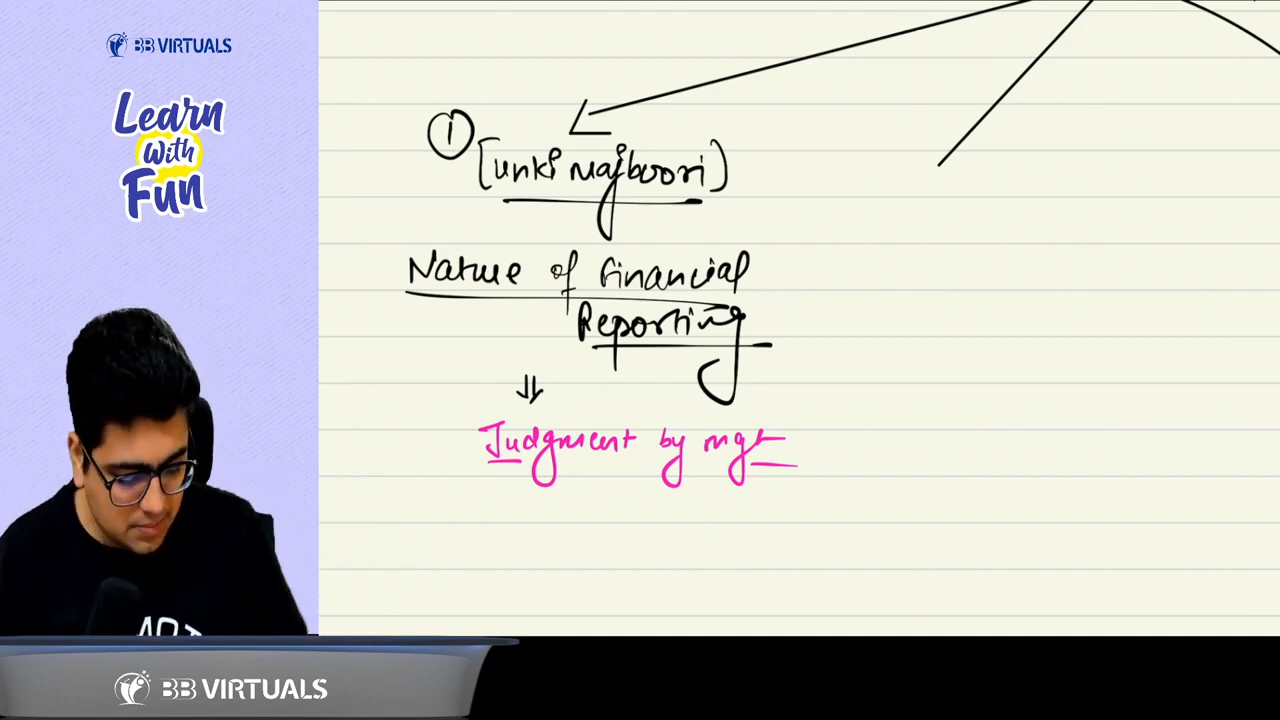 BB VIRTUALS
Learn
With
Fun
1
[unki Majboori]
Nature of financial
Reporting
Judgment by mgt
BB VIRTUALS